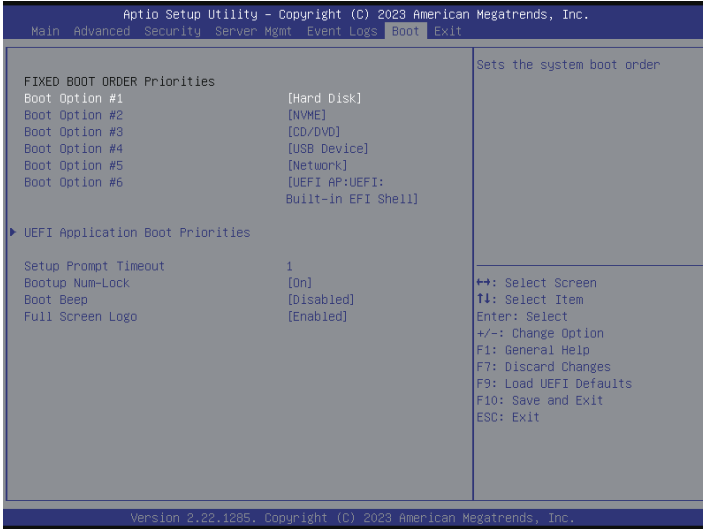 Aptio Setup Utility – Copyright (C) 2023 American Megatrends, Inc.
Main Advanced Security Server Mgmt Event Logs Boot Exit
Sets the system boot order
FIXED BOOT ORDER Priorities
Boot Option #1 [Hard Disk]
Boot Option #2 [NVME]
Boot Option #3 [CD/DVD]
Boot Option #4 [USB Device]
Boot Option #5 [Network]
Boot Option #6 [UEFI AP:UEFI:
Built-in EFI Shell]
UEFI Application Boot Priorities
Setup Prompt Timeout 1
Bootup Num-Lock [On]
Boot Beep [Disabled]
Full Screen Logo [Enabled]
↔: Select Screen
↑↓: Select Item
Enter: Select
+/-: Change Option
F1: General Help
F7: Discard Changes
F9: Load UEFI Defaults
F10: Save and Exit
ESC: Exit
Version 2.22.1285. Copyright (C) 2023 American Megatrends, Inc.